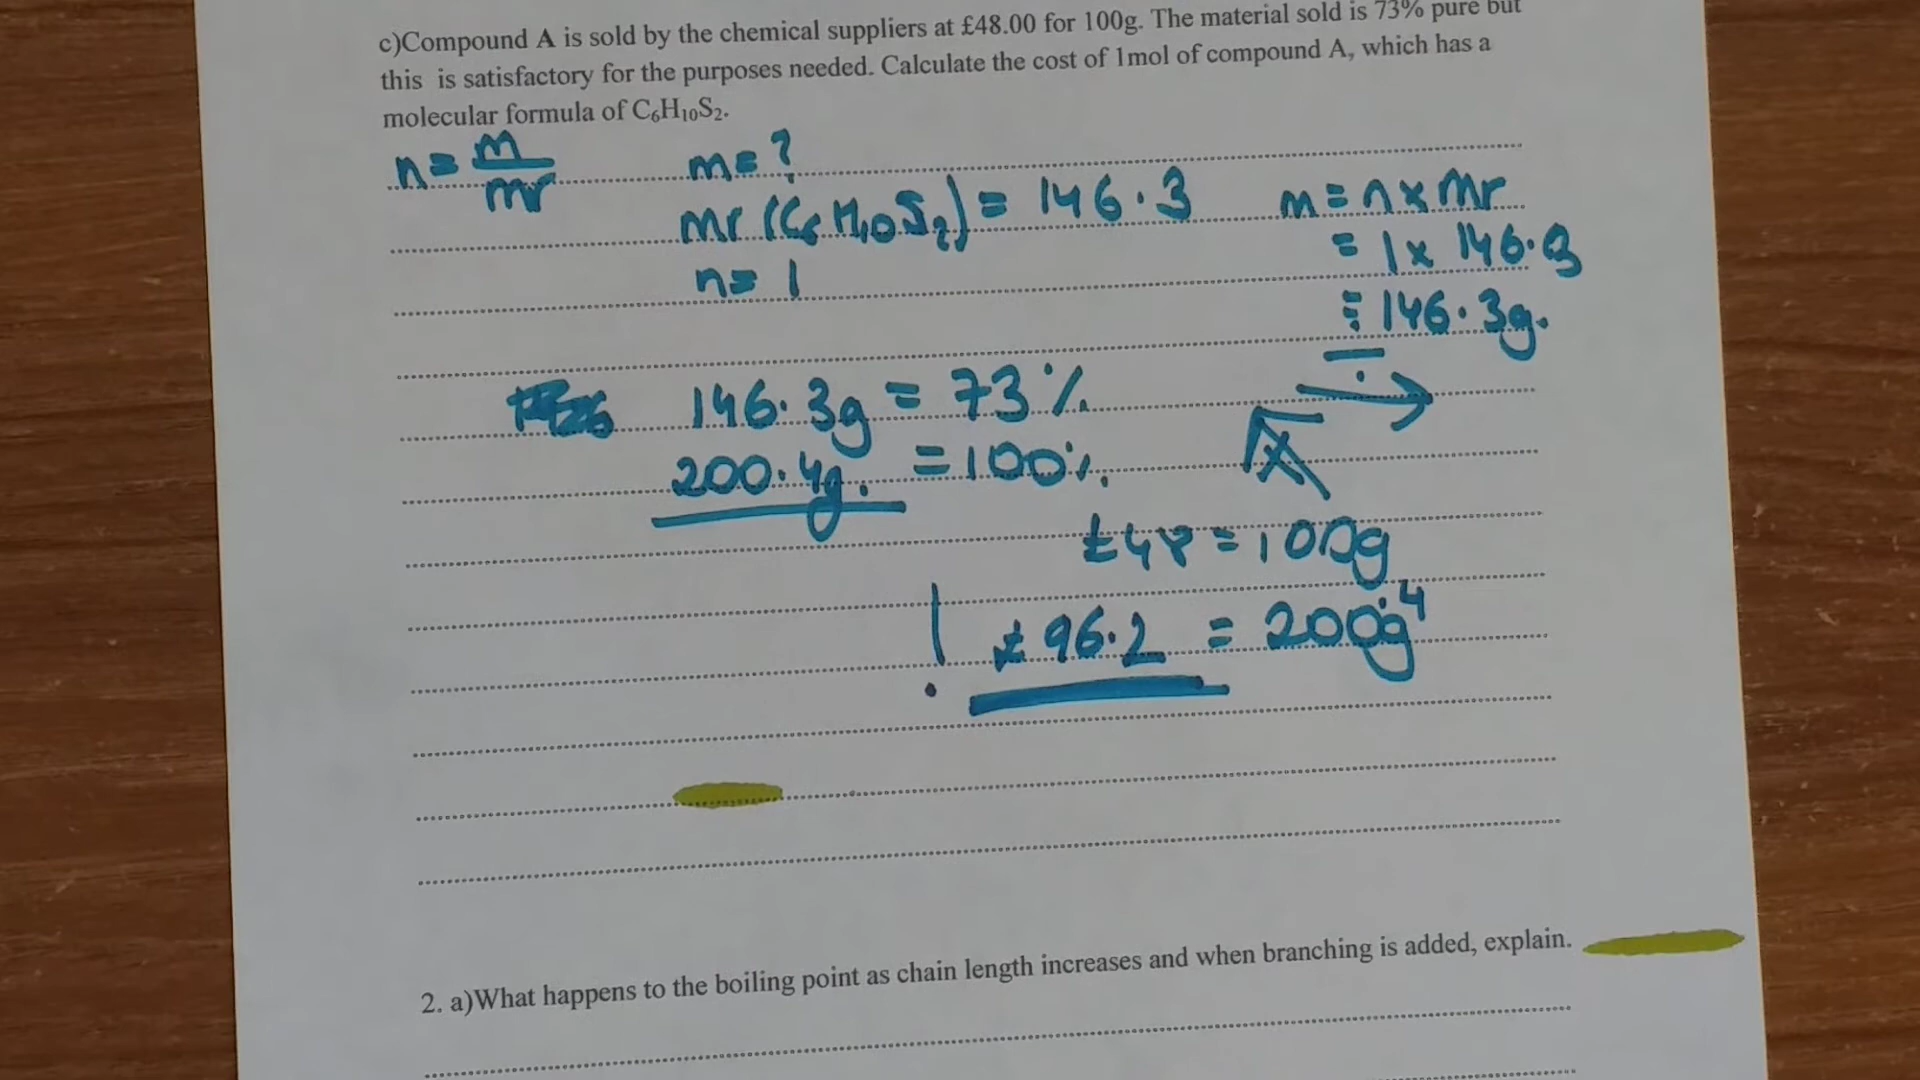 c)Compound A is sold by the chemical suppliers at £48.00 for 100g. The material sold is 73% pure but
this is satisfactory for the purposes needed. Calculate the cost of 1mol of compound A, which has a
molecular formula of C₆H₁₀S₂.
n = m/mr
m = ?
mr (C₆H₁₀S₂) = 146.3
n = 1
m = n x mr
= 1 x 146.3
= 146.3g.
146.3g = 73%
200.4g. = 100%
£48 = 100g
! £96.2 = 200.4g
2. a)What happens to the boiling point as chain length increases and when branching is added, explain.